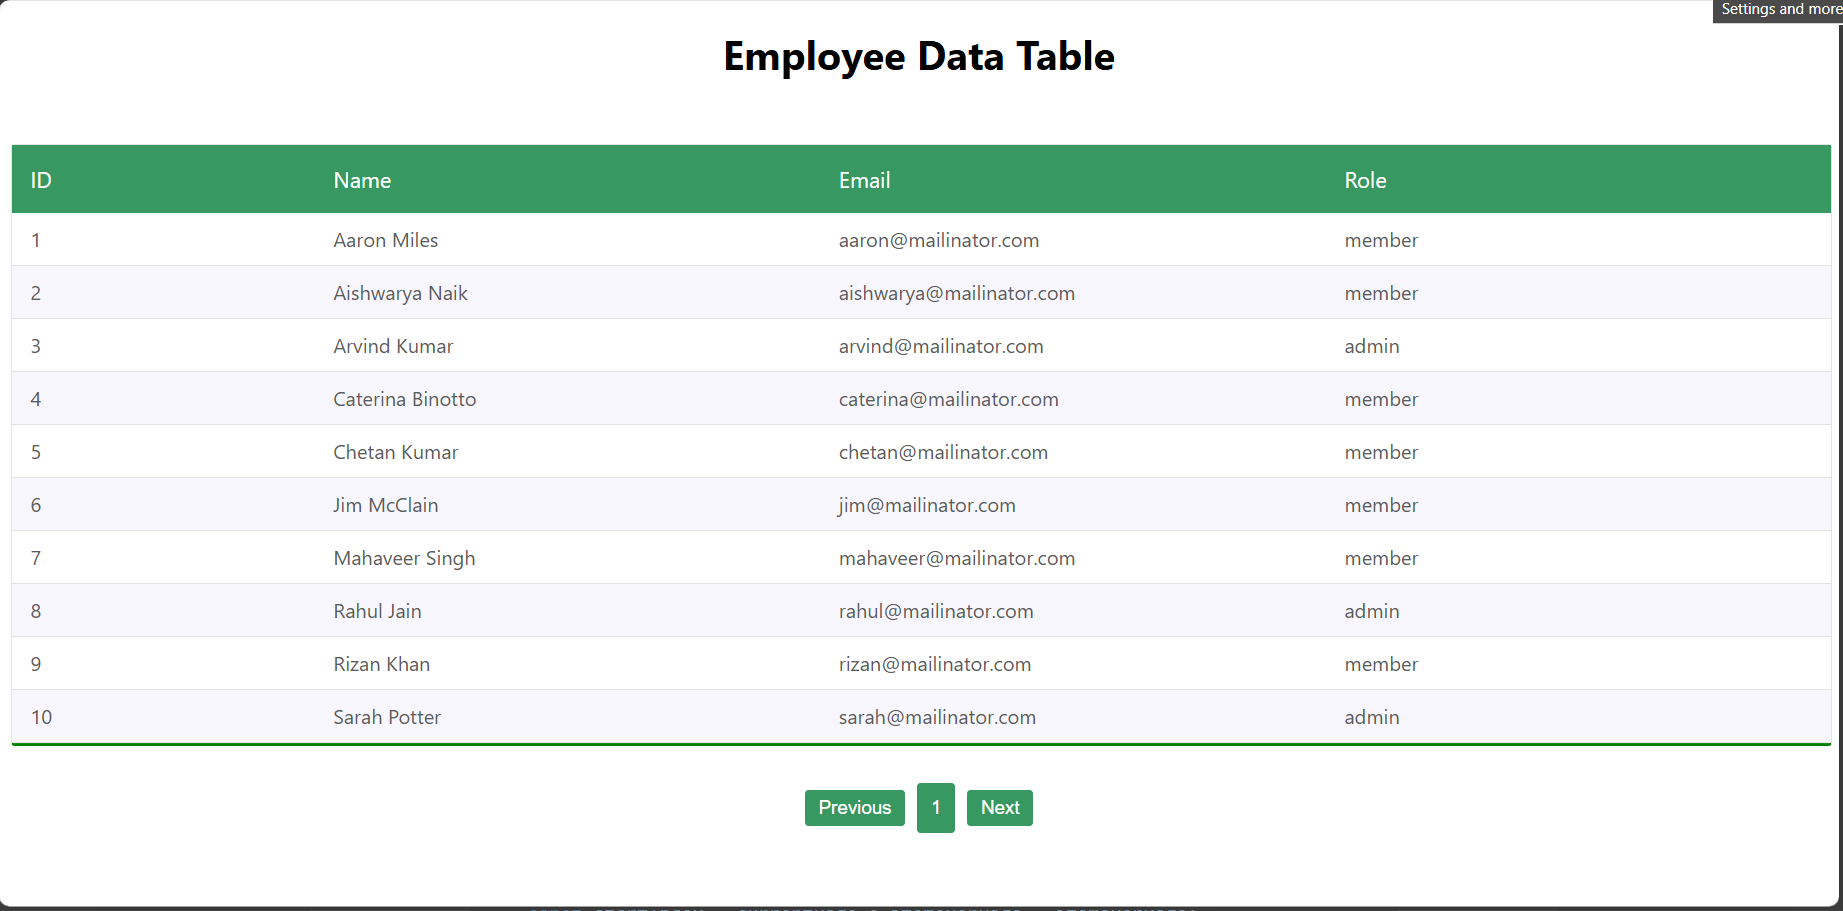 Settings and more
Employee Data Table
ID Name Email Role
1 Aaron Miles aaron@mailinator.com member
2 Aishwarya Naik aishwarya@mailinator.com member
3 Arvind Kumar arvind@mailinator.com admin
4 Caterina Binotto caterina@mailinator.com member
5 Chetan Kumar chetan@mailinator.com member
6 Jim McClain jim@mailinator.com member
7 Mahaveer Singh mahaveer@mailinator.com member
8 Rahul Jain rahul@mailinator.com admin
9 Rizan Khan rizan@mailinator.com member
10 Sarah Potter sarah@mailinator.com admin
Previous 1 Next